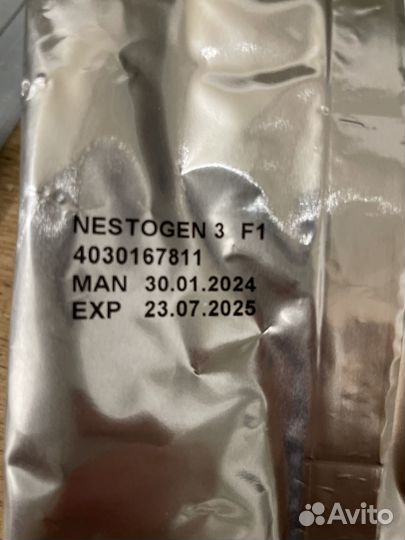 NESTOGEN 3 F1
4030167811
MAN 30.01.2024
EXP 23.07.2025
Avito